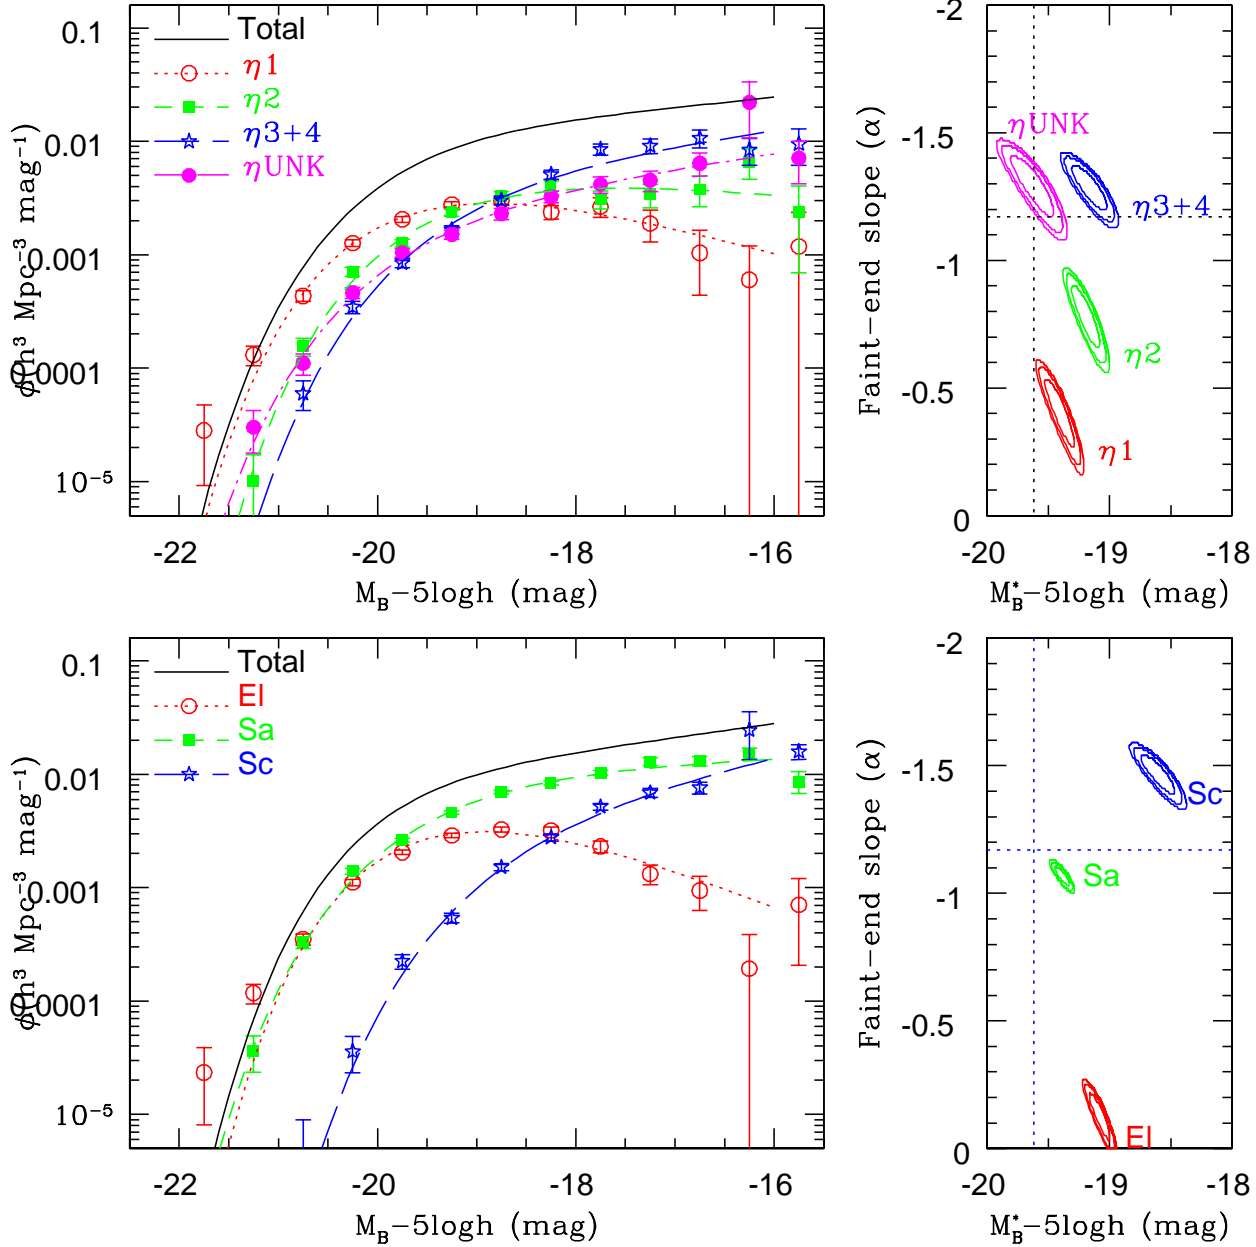 Total
η1
η2
η3+4
ηUNK
0.1
0.01
0.001
0.0001
10⁻⁵
φ(h³ Mpc⁻³ mag⁻¹)
-22 -20 -18 -16
M_B−5logh (mag)
-2
-1.5
-1
-0.5
0
Faint−end slope (α)
ηUNK
η3+4
η2
η1
-20 -19 -18
M*_B−5logh (mag)
Total
El
Sa
Sc
0.1
0.01
0.001
0.0001
10⁻⁵
φ(h³ Mpc⁻³ mag⁻¹)
-22 -20 -18 -16
M_B−5logh (mag)
-2
-1.5
-1
-0.5
0
Faint−end slope (α)
Sc
Sa
El
-20 -19 -18
M*_B−5logh (mag)